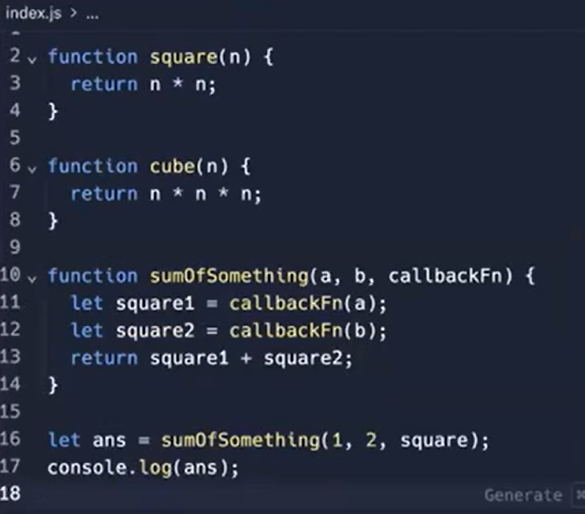 index.js > ...
2 function square(n) {
3 return n * n;
4 }
5
6 function cube(n) {
7 return n * n * n;
8 }
9
10 function sumOfSomething(a, b, callbackFn) {
11 let square1 = callbackFn(a);
12 let square2 = callbackFn(b);
13 return square1 + square2;
14 }
15
16 let ans = sumOfSomething(1, 2, square);
17 console.log(ans);
18 Generate